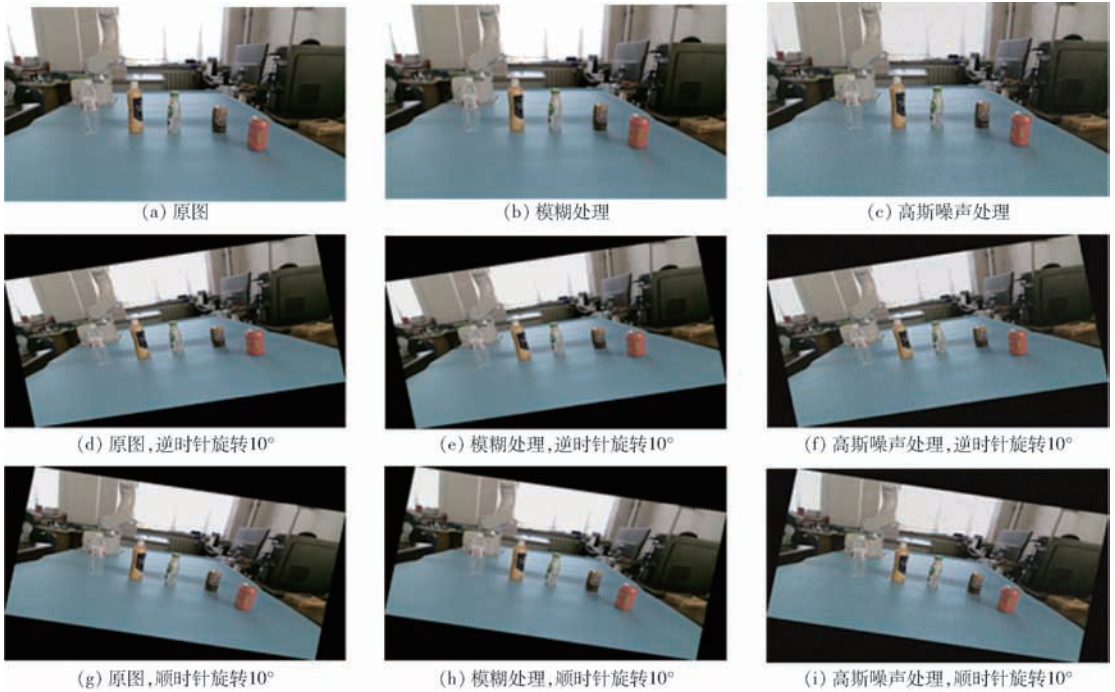 (a) 原图
(b) 模糊处理
(c) 高斯噪声处理
(d) 原图,逆时针旋转10°
(e) 模糊处理,逆时针旋转10°
(f) 高斯噪声处理,逆时针旋转10°
(g) 原图,顺时针旋转10°
(h) 模糊处理,顺时针旋转10°
(i) 高斯噪声处理,顺时针旋转10°